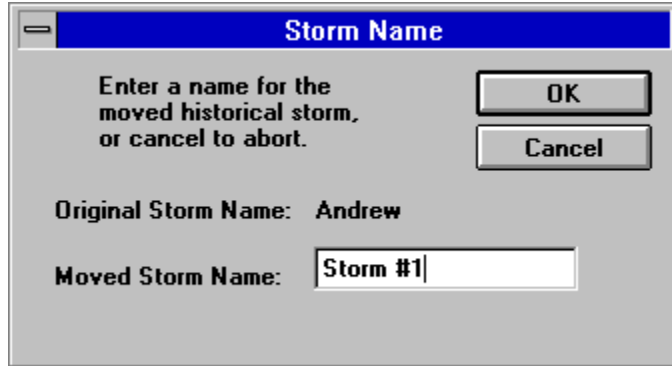 Storm Name
Enter a name for the
moved historical storm,
or cancel to abort.
OK
Cancel
Original Storm Name: Andrew
Moved Storm Name: Storm #1